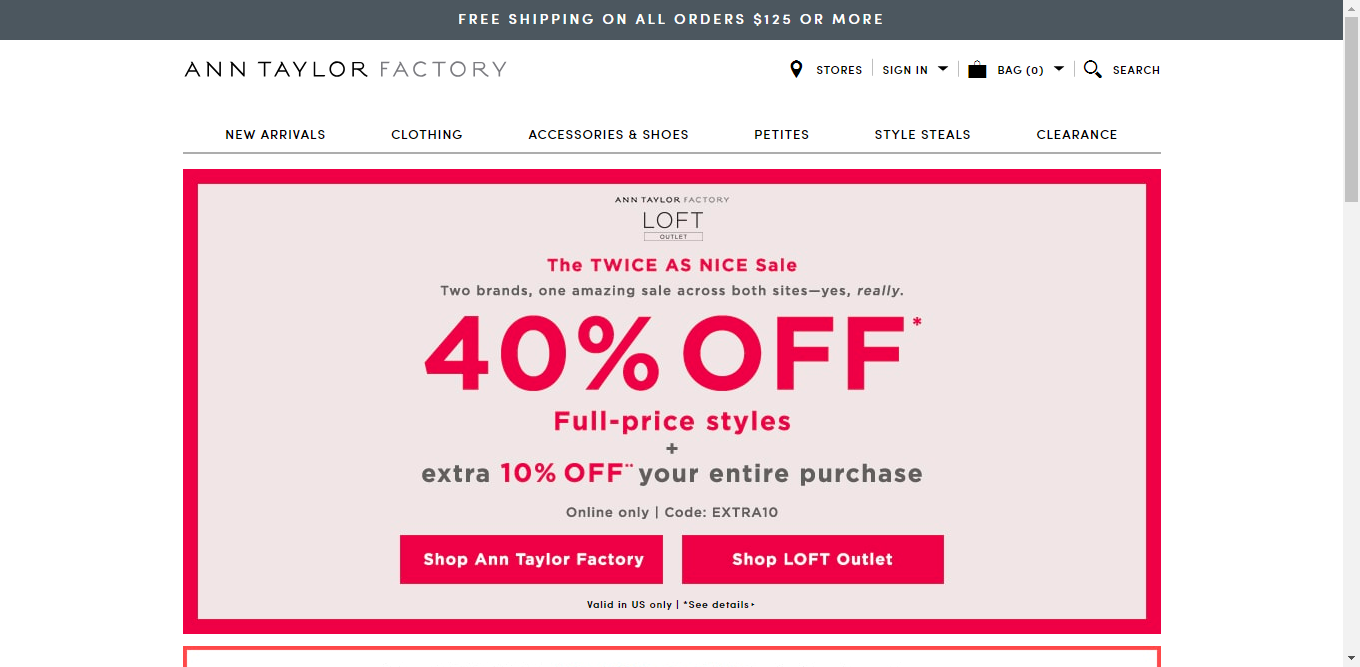 FREE SHIPPING ON ALL ORDERS $125 OR MORE
ANN TAYLOR FACTORY
STORES
SIGN IN
BAG (0)
SEARCH
NEW ARRIVALS
CLOTHING
ACCESSORIES & SHOES
PETITES
STYLE STEALS
CLEARANCE
ANN TAYLOR FACTORY
LOFT
OUTLET
The TWICE AS NICE Sale
Two brands, one amazing sale across both sites—yes, really.
40% OFF*
Full-price styles
+
extra 10% OFF** your entire purchase
Online only | Code: EXTRA10
Shop Ann Taylor Factory
Shop LOFT Outlet
Valid in US only | *See details▸